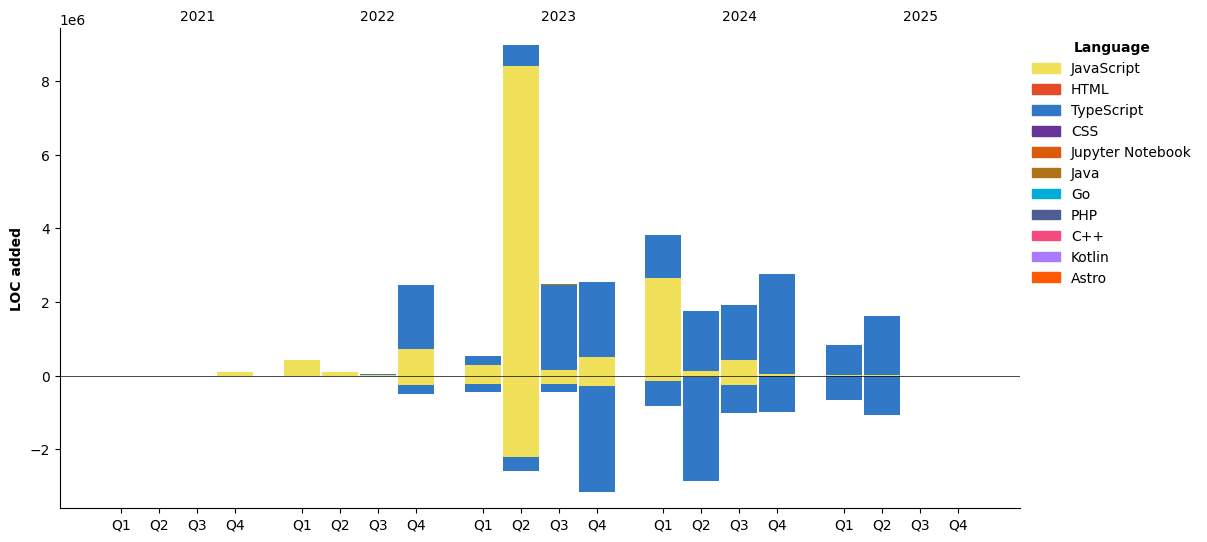 1e6
2021 2022 2023 2024 2025
8
6
4
2
0
−2
LOC added
Q1 Q2 Q3 Q4 Q1 Q2 Q3 Q4 Q1 Q2 Q3 Q4 Q1 Q2 Q3 Q4 Q1 Q2 Q3 Q4
Language
JavaScript
HTML
TypeScript
CSS
Jupyter Notebook
Java
Go
PHP
C++
Kotlin
Astro